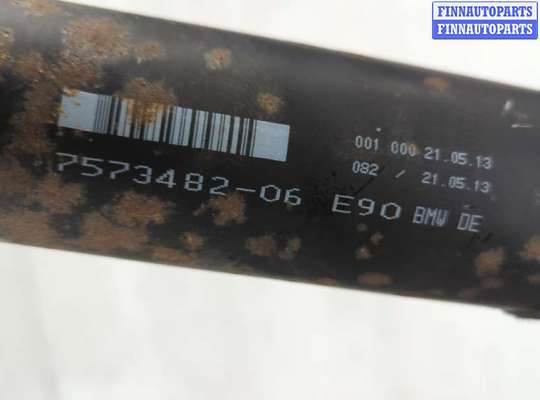 FINNAUTOPARTS
FINNAUTOPARTS
001 000 21.05.13
082 / 21.05.13
7573482-06 E90 BMW DE